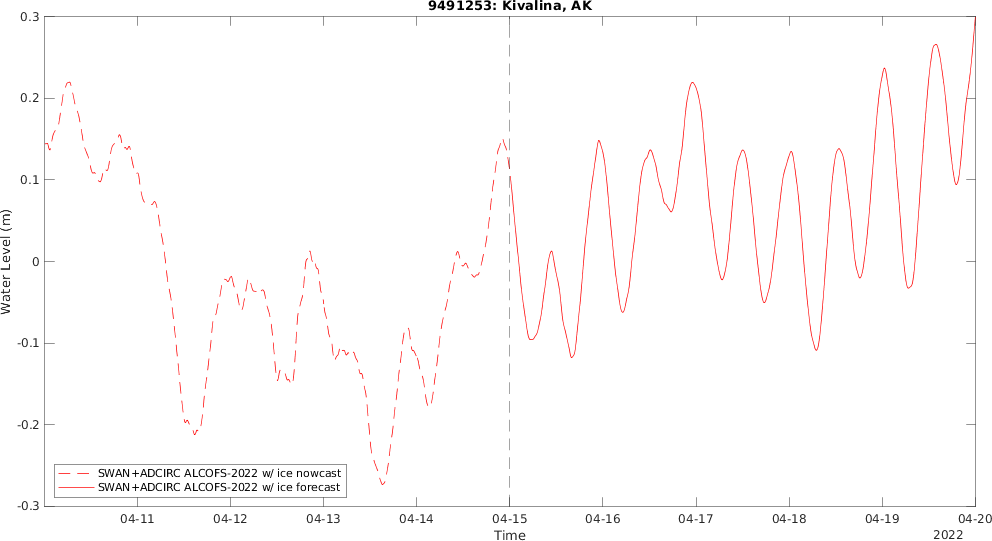 9491253: Kivalina, AK
0.3
0.2
0.1
0
-0.1
-0.2
-0.3
Water Level (m)
SWAN+ADCIRC ALCOFS-2022 w/ ice nowcast
SWAN+ADCIRC ALCOFS-2022 w/ ice forecast
04-11 04-12 04-13 04-14 04-15 04-16 04-17 04-18 04-19 04-20
Time
2022